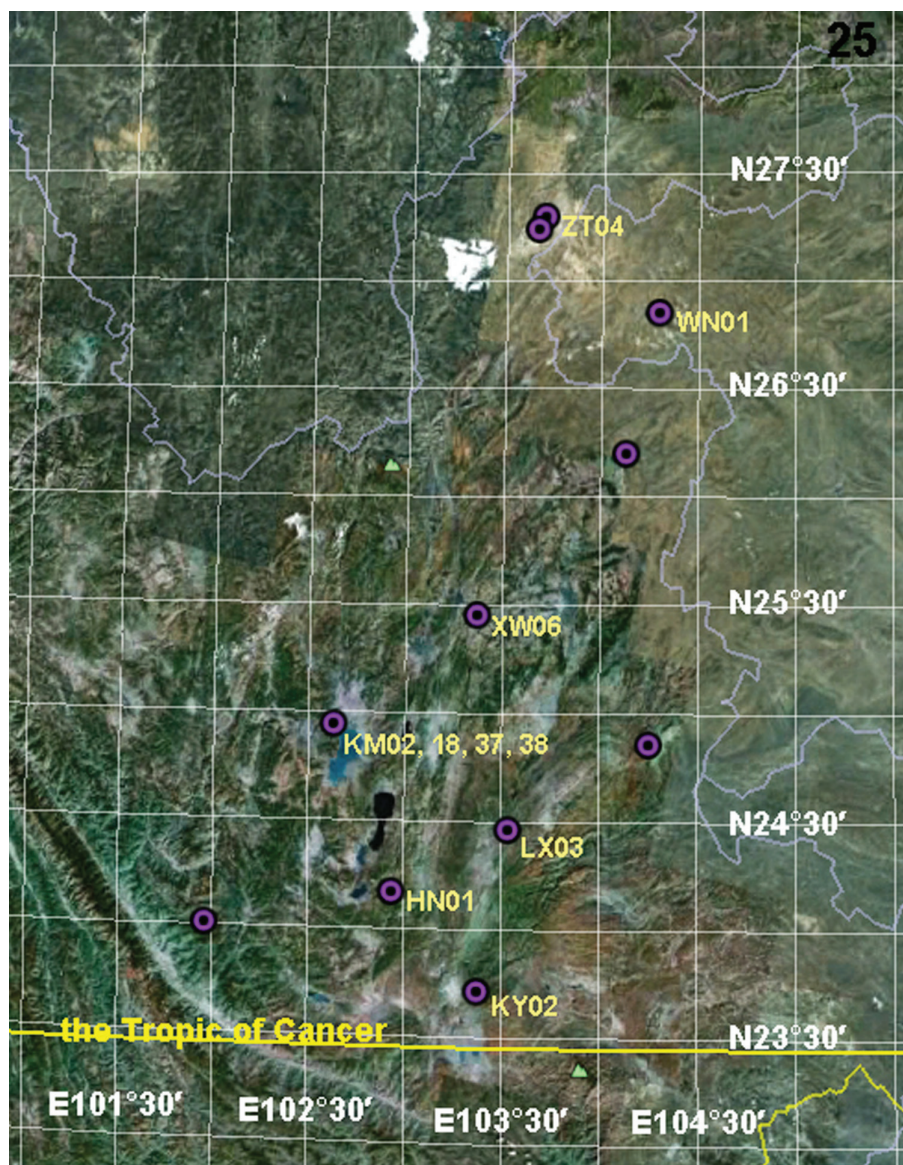 25
N27°30′
ZT04
WN01
N26°30′
N25°30′
XW06
KM02, 18, 37, 38
N24°30′
LX03
HN01
KY02
the Tropic of Cancer
N23°30′
E101°30′
E102°30′
E103°30′
E104°30′